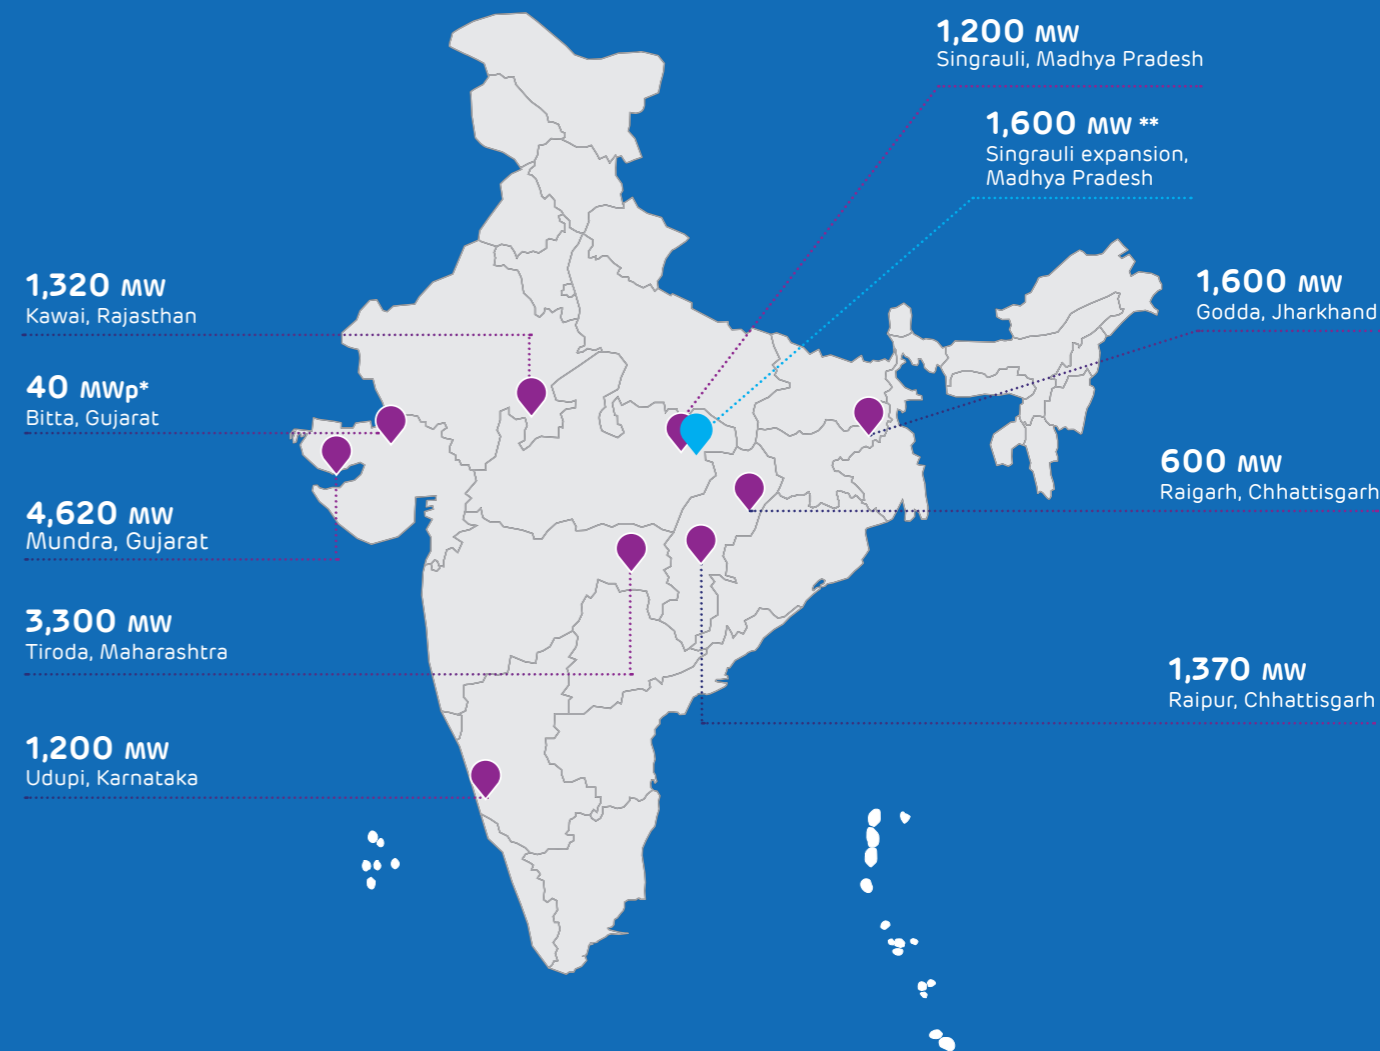 1,200 MW
Singrauli, Madhya Pradesh
1,600 MW **
Singrauli expansion,
Madhya Pradesh
1,320 MW
Kawai, Rajasthan
1,600 MW
Godda, Jharkhand
40 MWp*
Bitta, Gujarat
600 MW
Raigarh, Chhattisgarh
4,620 MW
Mundra, Gujarat
3,300 MW
Tiroda, Maharashtra
1,370 MW
Raipur, Chhattisgarh
1,200 MW
Udupi, Karnataka